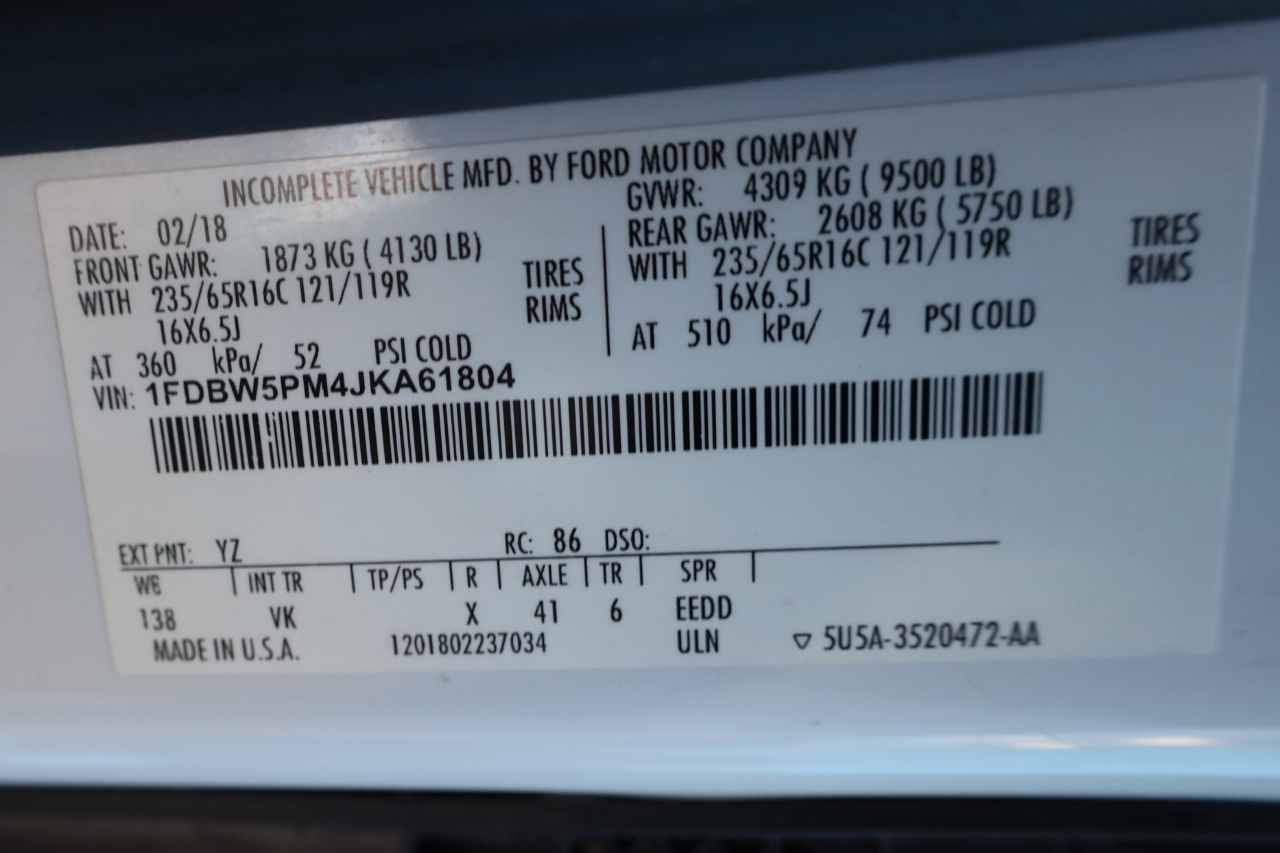 INCOMPLETE VEHICLE MFD. BY FORD MOTOR COMPANY
DATE: 02/18
GVWR: 4309 KG ( 9500 LB)
FRONT GAWR: 1873 KG ( 4130 LB)
REAR GAWR: 2608 KG ( 5750 LB)
WITH 235/65R16C 121/119R TIRES
16X6.5J RIMS
AT 360 kPa/ 52 PSI COLD
WITH 235/65R16C 121/119R TIRES
16X6.5J RIMS
AT 510 kPa/ 74 PSI COLD
VIN: 1FDBW5PM4JKA61804
EXT PNT: YZ RC: 86 DSO:
WB INT TR TP/PS R AXLE TR SPR
138 VK X 41 6 EEDD
MADE IN U.S.A. 1201802237034 ULN ▽ 5U5A-3520472-AA